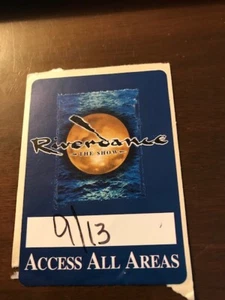 Riverdance
THE SHOW
9/13
ACCESS ALL AREAS